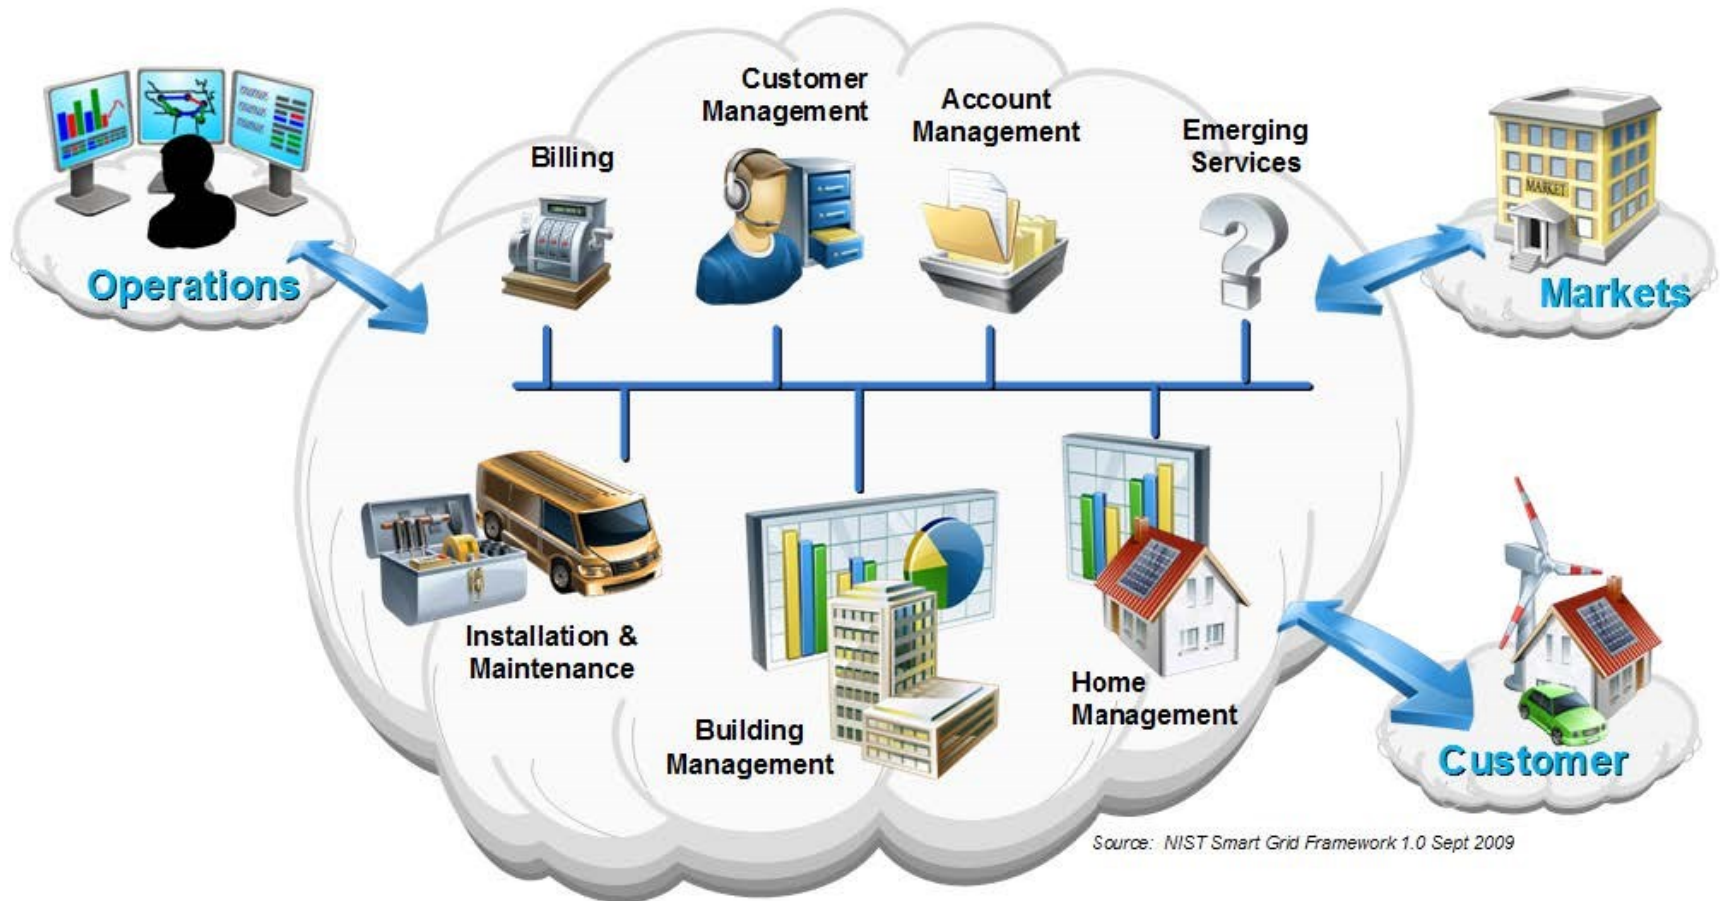 Customer
Management
Account
Management
Emerging
Services
Billing
MARKET
Operations
Markets
Installation &
Maintenance
Home
Management
Building
Management
Customer
Source: NIST Smart Grid Framework 1.0 Sept 2009